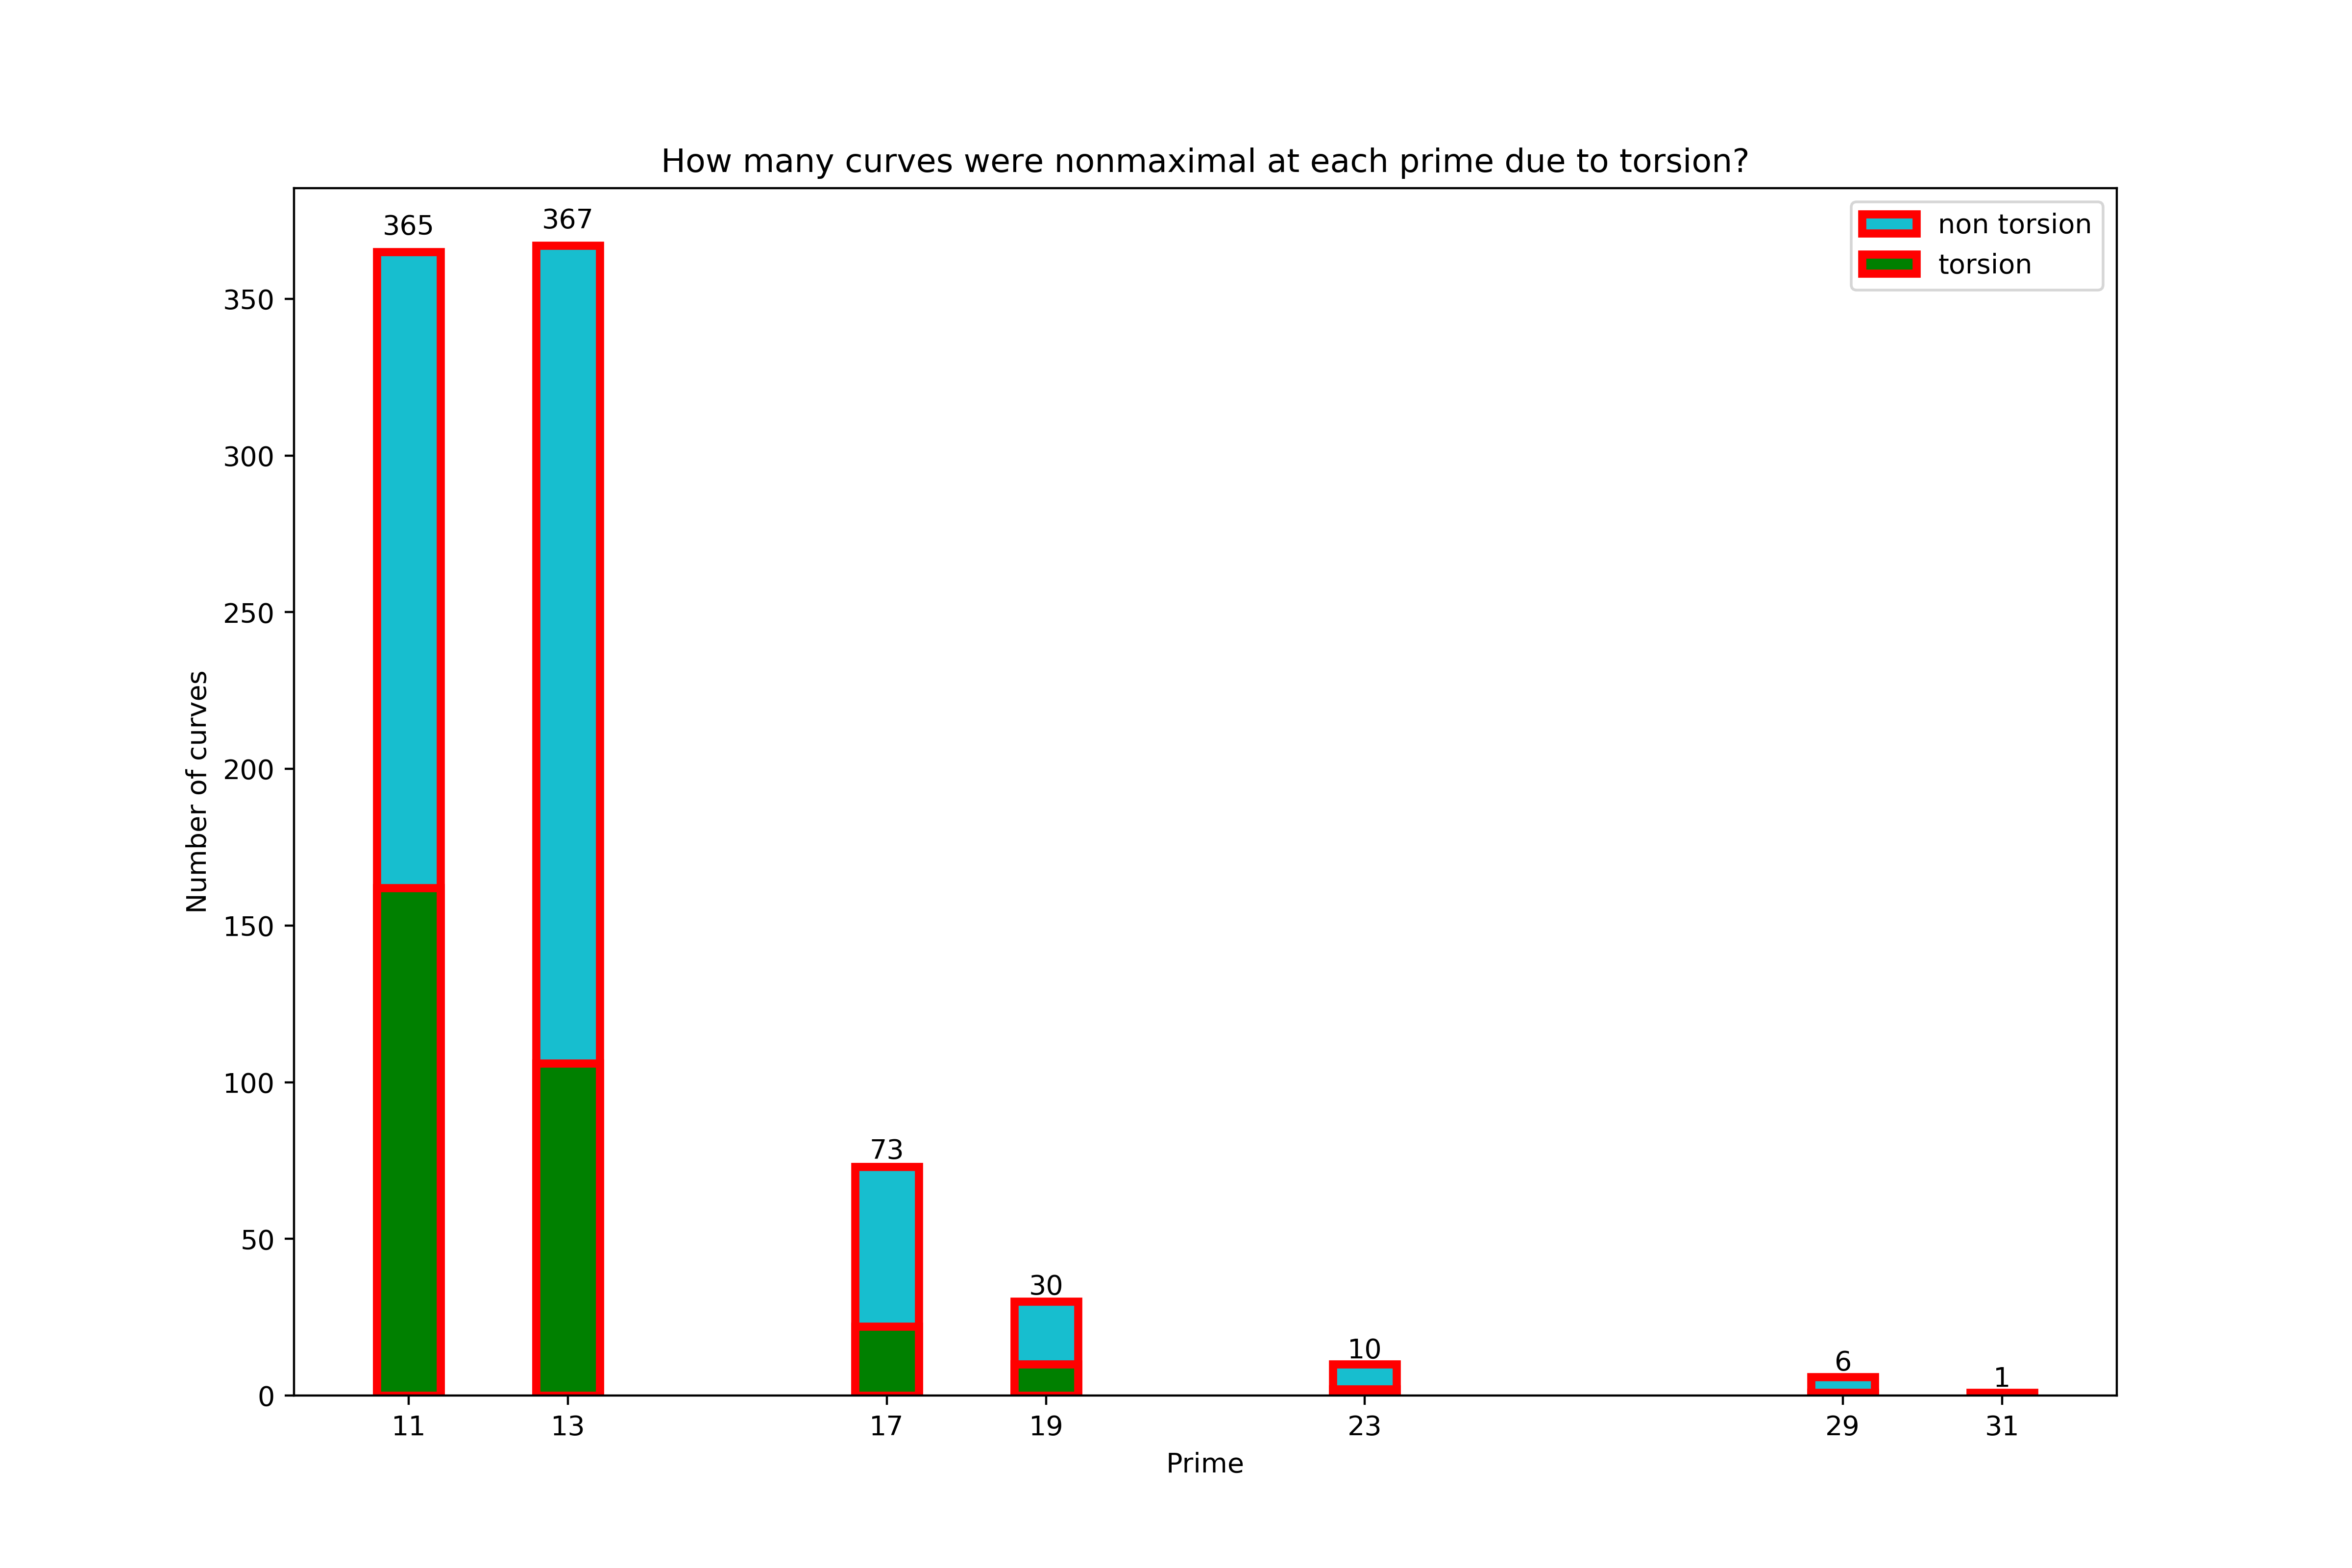 How many curves were nonmaximal at each prime due to torsion?
non torsion
torsion
365
367
73
30
10
6
1
350
300
250
200
150
100
50
0
Number of curves
11 13 17 19 23 29 31
Prime